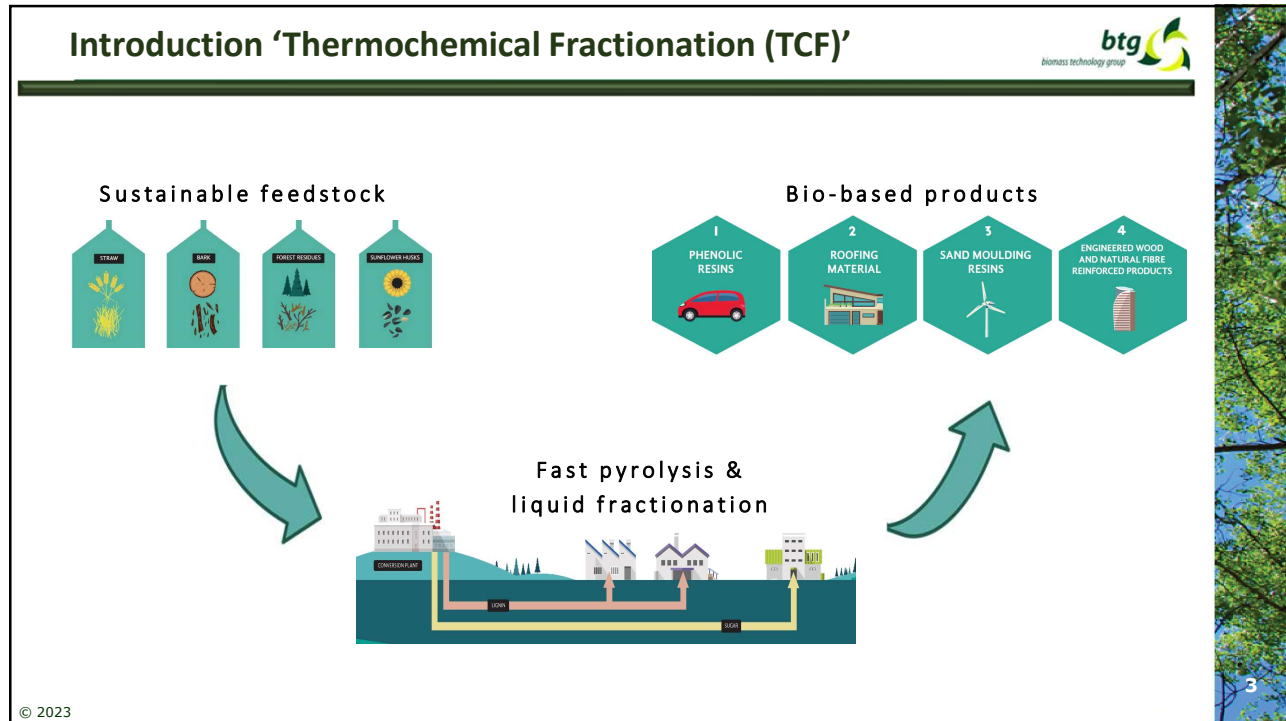 Introduction ‘Thermochemical Fractionation (TCF)’
btg
biomass technology group
Sustainable feedstock
STRAW
BARK
FOREST RESIDUES
SUNFLOWER HUSKS
Bio-based products
1
PHENOLIC
RESINS
2
ROOFING
MATERIAL
3
SAND MOULDING
RESINS
4
ENGINEERED WOOD
AND NATURAL FIBRE
REINFORCED PRODUCTS
Fast pyrolysis &
liquid fractionation
CONVERSION PLANT
LIGNIN
SUGAR
© 2023
3